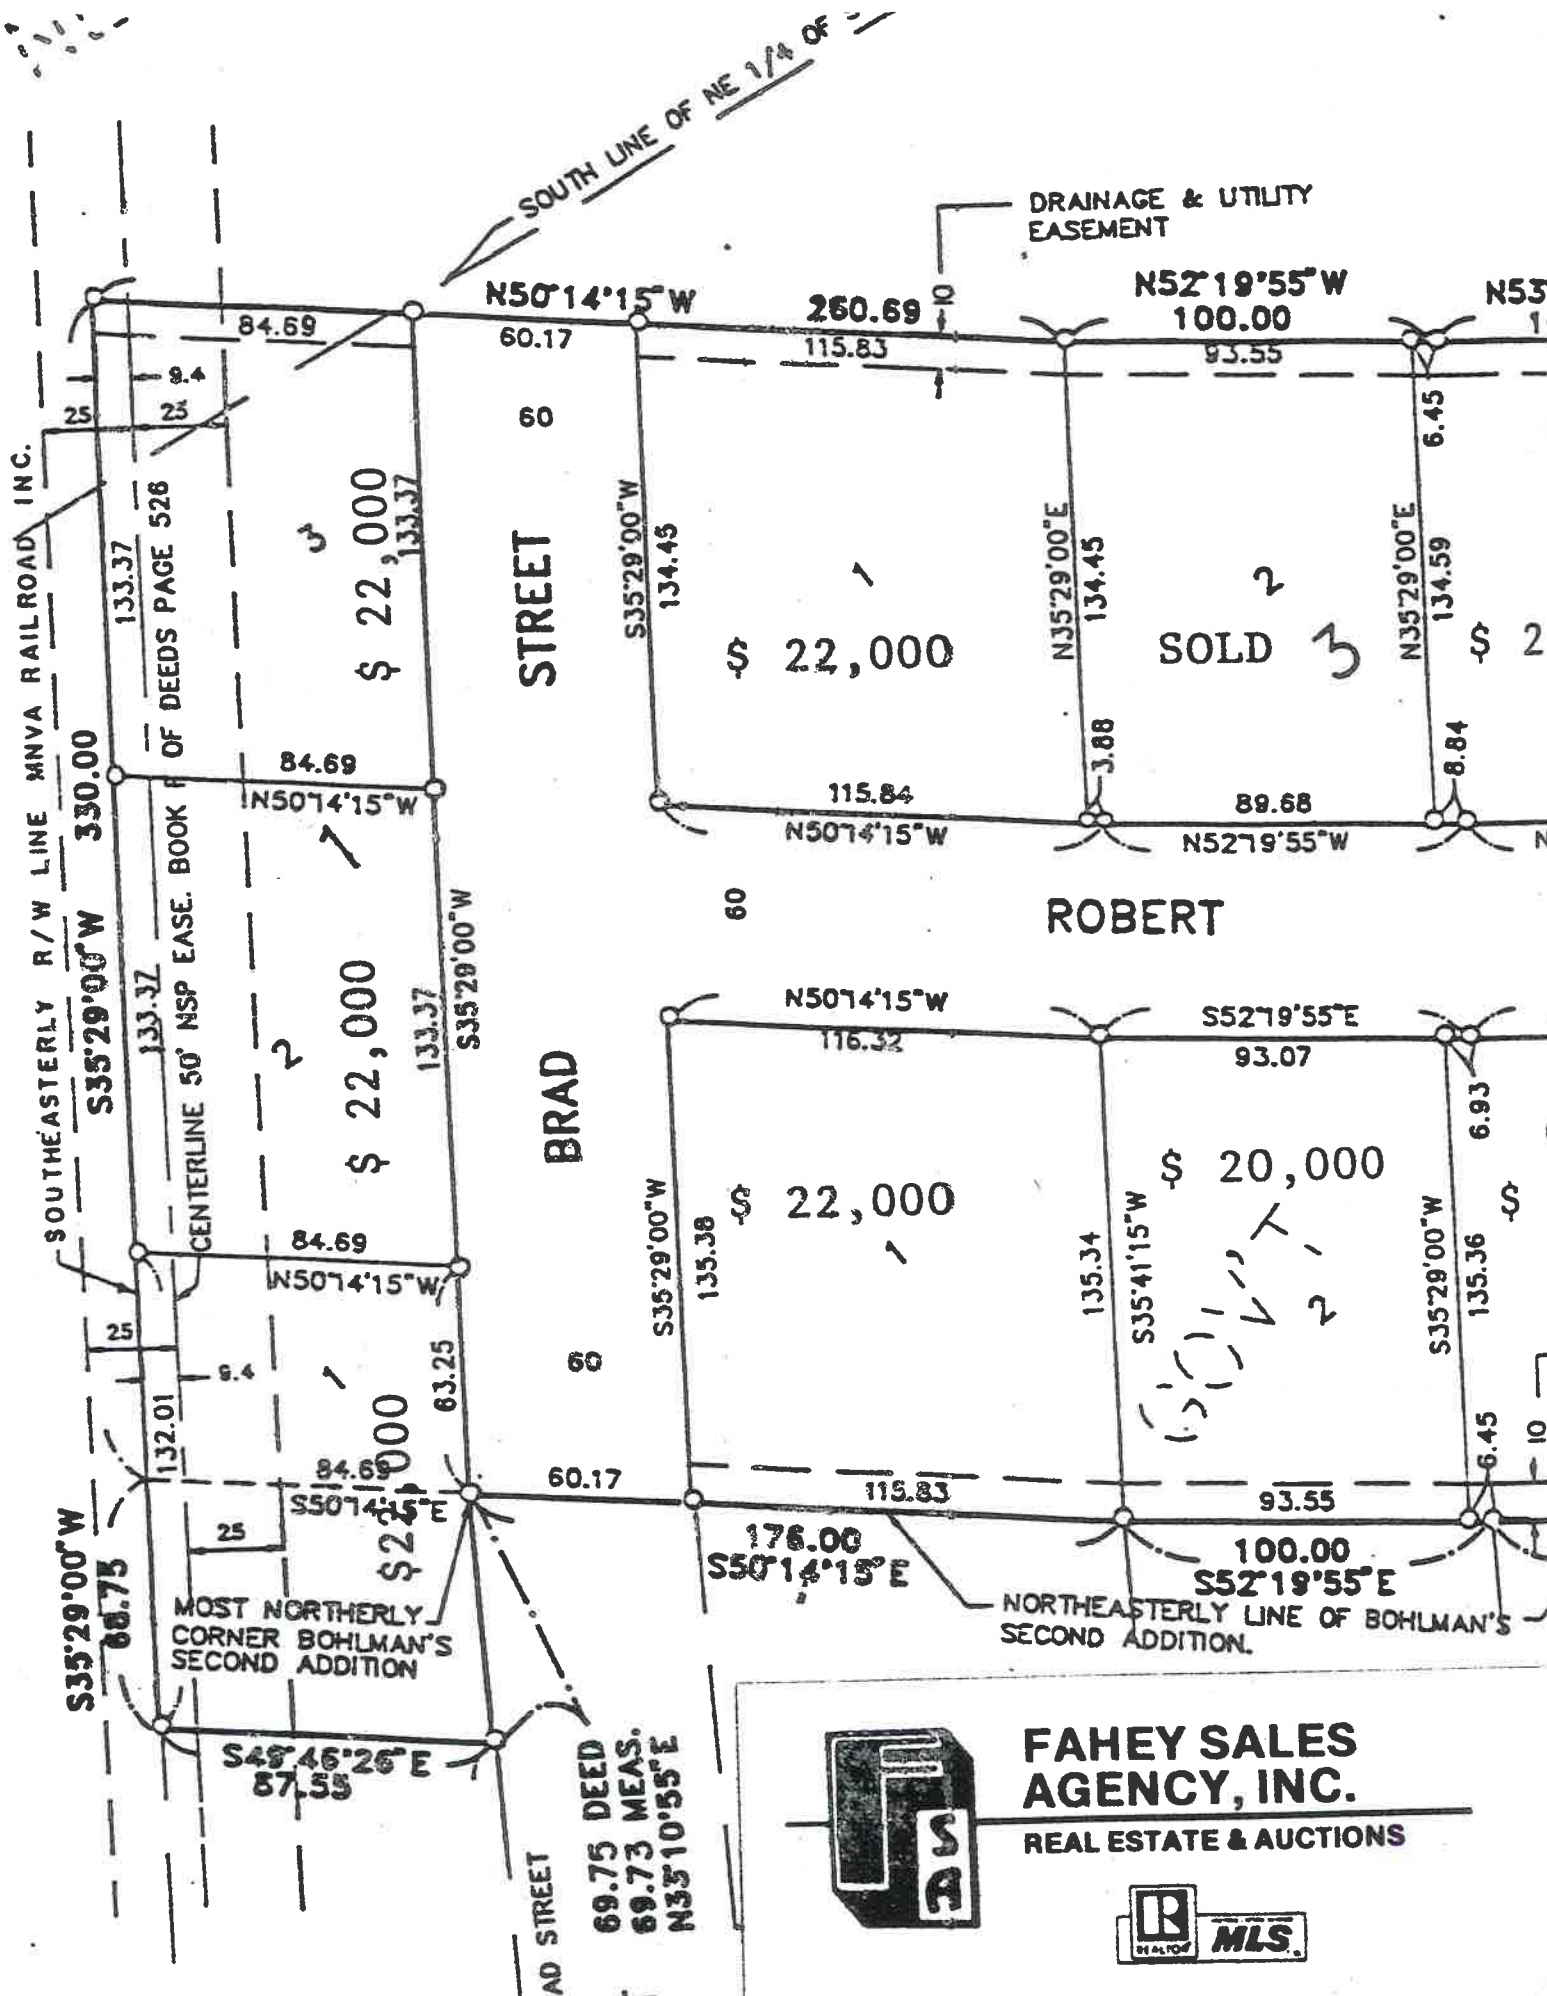 SOUTH LINE OF NE 1/4 OF
DRAINAGE & UTILITY
EASEMENT
N50°14'15"W
260.69
10
N52°19'55"W
100.00
N53
84.69
60.17
115.83
93.55
9.4
25
25
60
6.45
SOUTHEASTERLY R/W LINE MNVA RAILROAD INC.
133.37
CENTERLINE 50' NSP EASE. BOOK F OF DEEDS PAGE 526
3
$ 22,000
133.37
STREET
S35°29'00"W
134.45
1
$ 22,000
N35°29'00"E
134.45
2
SOLD 3
N35°29'00"E
134.59
$ 2
330.00
S35°29'00"W
84.69
N50°14'15"W
1
3.88
8.84
115.84
N50°14'15"W
89.68
N52°19'55"W
N
60
ROBERT
133.37
2
$ 22,000
133.37
S35°29'00"W
BRAD
N50°14'15"W
116.32
S52°19'55"E
93.07
6.93
$ 22,000
1
S35°29'00"W
135.38
135.34
S35°41'15"W
$ 20,000
2
S35°29'00"W
135.36
$
84.69
N50°14'15"W
25
9.4
1
63.25
60
132.01
84.69
S50°14'15"E
60.17
115.83
93.55
6.45
10
25
176.00
S50°14'15"E
100.00
S52°19'55"E
S35°29'00"W
68.75
MOST NORTHERLY
CORNER BOHLMAN'S
SECOND ADDITION
NORTHEASTERLY LINE OF BOHLMAN'S
SECOND ADDITION.
S49°46'26"E
87.55
69.75 DEED
69.73 MEAS.
N35°10'55"E
AD STREET
FAHEY SALES
AGENCY, INC.
REAL ESTATE & AUCTIONS
R
REALTOR
MLS